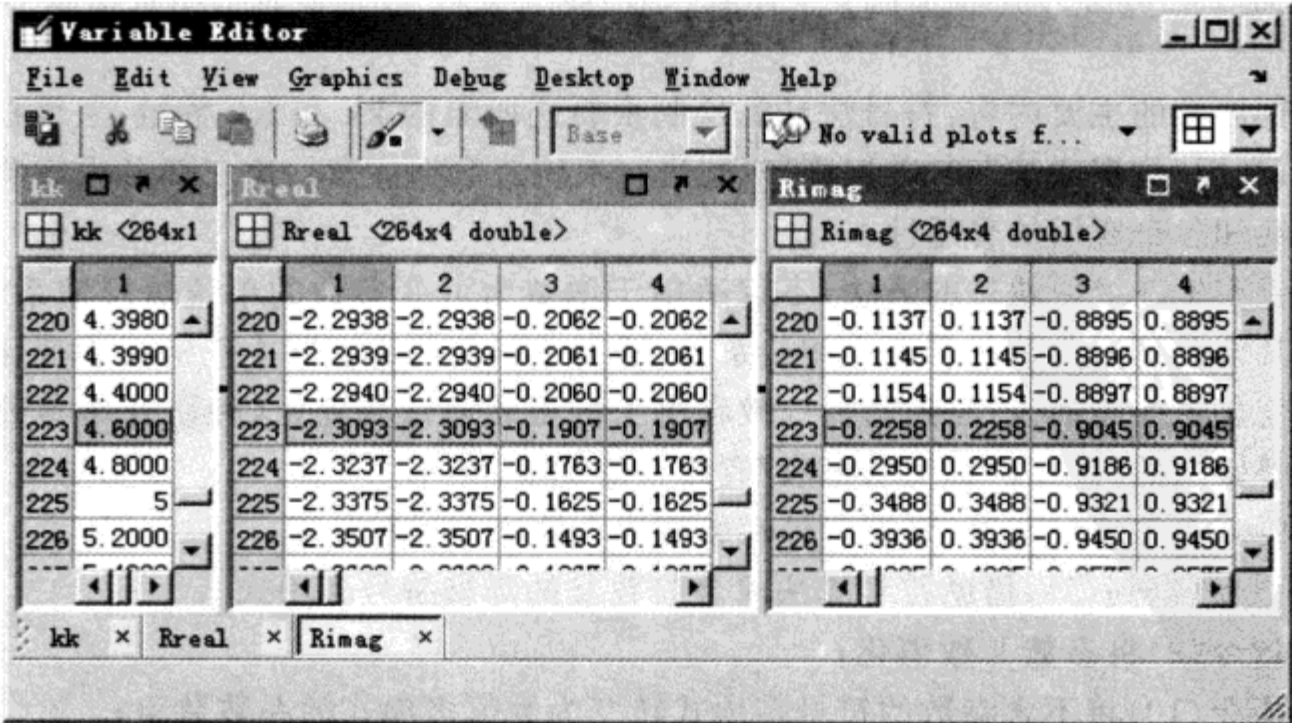 Variable Editor
File Edit View Graphics Debug Desktop Window Help
Base
No valid plots f...
kk
Rreal
Rimag
kk <264x1
Rreal <264x4 double>
Rimag <264x4 double>
1
1 2 3 4
1 2 3 4
220 4.3980
221 4.3990
222 4.4000
223 4.6000
224 4.8000
225 5
226 5.2000
220 -2.2938 -2.2938 -0.2062 -0.2062
221 -2.2939 -2.2939 -0.2061 -0.2061
222 -2.2940 -2.2940 -0.2060 -0.2060
223 -2.3093 -2.3093 -0.1907 -0.1907
224 -2.3237 -2.3237 -0.1763 -0.1763
225 -2.3375 -2.3375 -0.1625 -0.1625
226 -2.3507 -2.3507 -0.1493 -0.1493
220 -0.1137 0.1137 -0.8895 0.8895
221 -0.1145 0.1145 -0.8896 0.8896
222 -0.1154 0.1154 -0.8897 0.8897
223 -0.2258 0.2258 -0.9045 0.9045
224 -0.2950 0.2950 -0.9186 0.9186
225 -0.3488 0.3488 -0.9321 0.9321
226 -0.3936 0.3936 -0.9450 0.9450
kk
Rreal
Rimag